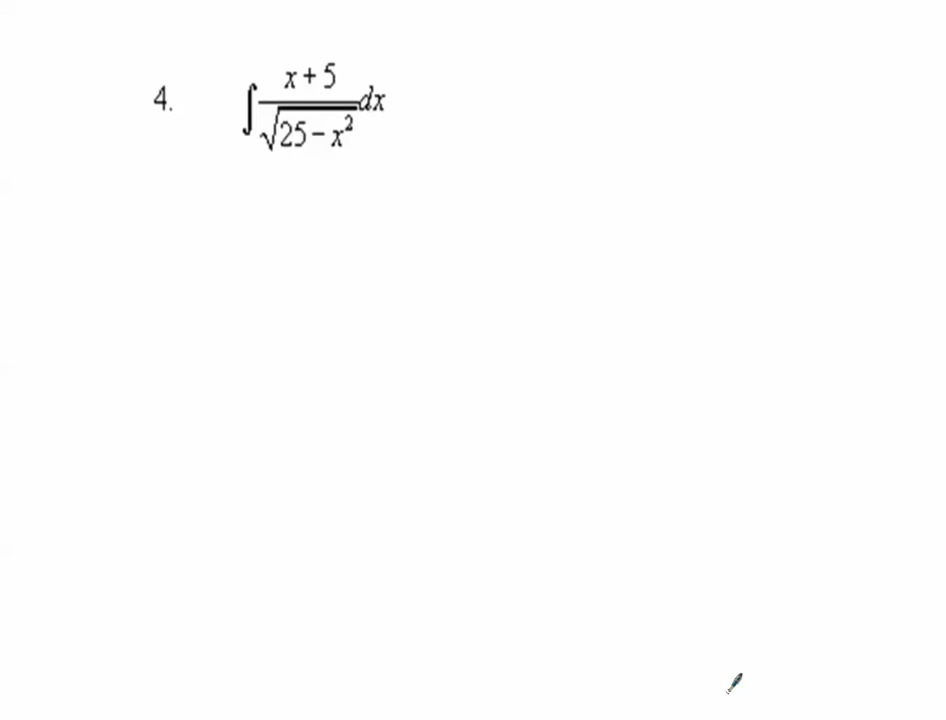 4. ∫ (x + 5)/√(25 − x²) dx